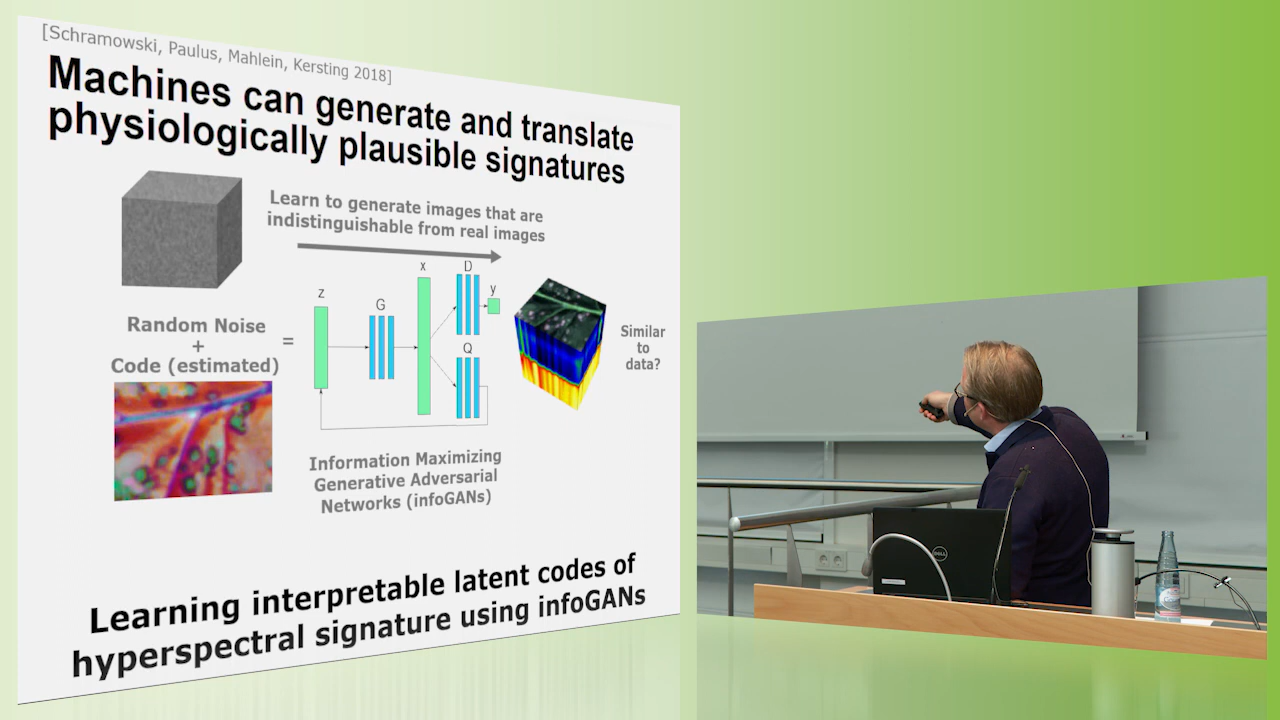 [Schramowski, Paulus, Mahlein, Kersting 2018]
Machines can generate and translate
physiologically plausible signatures
Learn to generate images that are
indistinguishable from real images
Random Noise
+
Code (estimated)
=
z
G
x
D
y
Q
Similar
to
data?
Information Maximizing
Generative Adversarial
Networks (infoGANs)
Learning interpretable latent codes of
hyperspectral signature using infoGANs
DELL